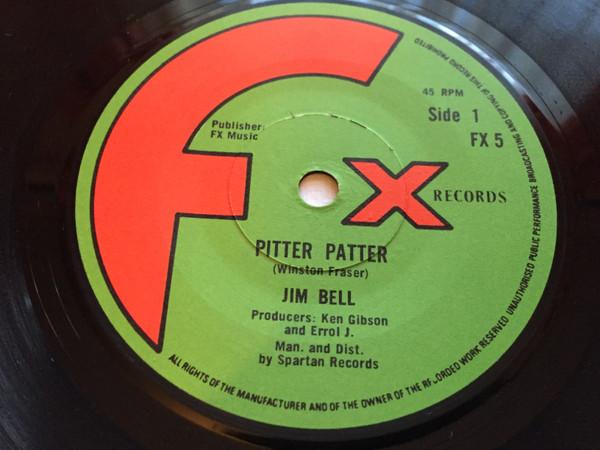 FX RECORDS
45 RPM
Side 1
FX 5
Publisher:
FX Music
PITTER PATTER
(Winston Fraser)
JIM BELL
Producers: Ken Gibson
and Errol J.
Man. and Dist.
by Spartan Records
ALL RIGHTS OF THE MANUFACTURER AND OF THE OWNER OF THE RECORDED WORK RESERVED UNAUTHORISED PUBLIC PERFORMANCE BROADCASTING AND COPYING OF THIS RECORD PROHIBITED